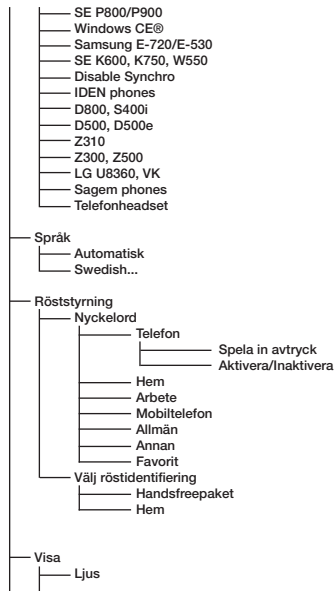 SE P800/P900
Windows CE®
Samsung E-720/E-530
SE K600, K750, W550
Disable Synchro
IDEN phones
D800, S400i
D500, D500e
Z310
Z300, Z500
LG U8360, VK
Sagem phones
Telefonheadset
Språk
Automatisk
Swedish...
Röststyrning
Nyckelord
Telefon
Spela in avtryck
Aktivera/Inaktivera
Hem
Arbete
Mobiltelefon
Allmän
Annan
Favorit
Välj röstidentifiering
Handsfreepaket
Hem
Visa
Ljus